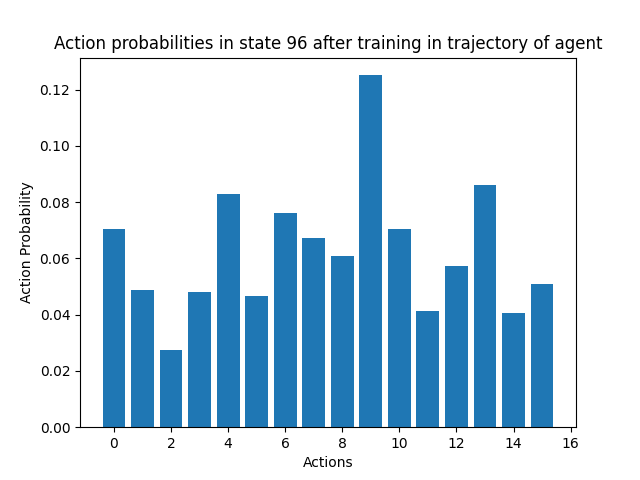 Action probabilities in state 96 after training in trajectory of agent
0.12
0.10
0.08
0.06
0.04
0.02
0.00
Action Probability
0 2 4 6 8 10 12 14 16
Actions